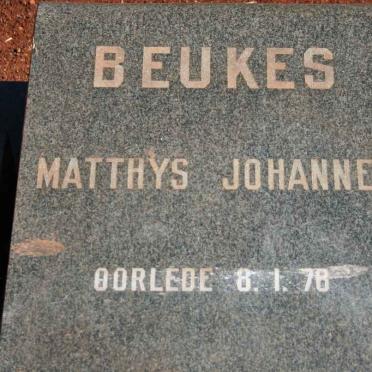 BEUKES
MATTHYS JOHANNE
OORLEDE 8. 1. 78